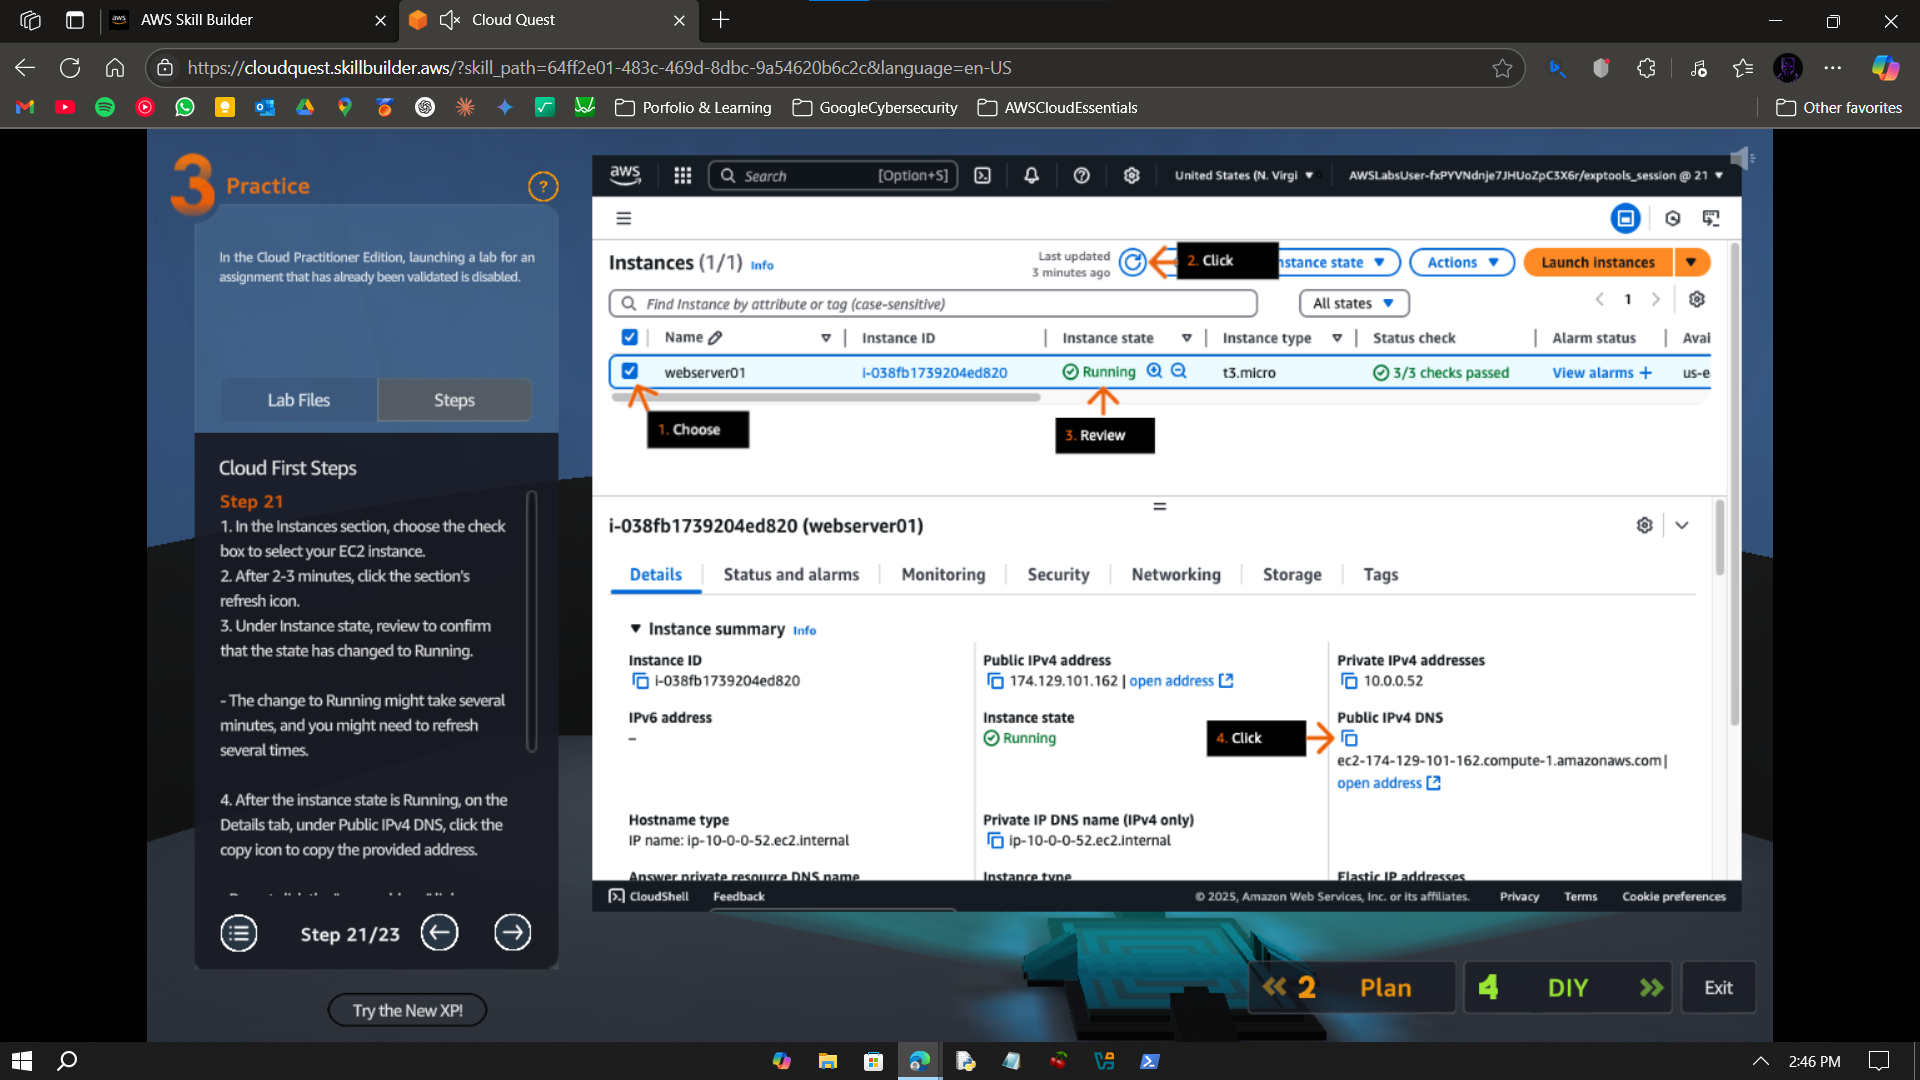 AWS Skill Builder
Cloud Quest
https://cloudquest.skillbuilder.aws/?skill_path=64ff2e01-483c-469d-8dbc-9a54620b6c2c&language=en-US
Porfolio & Learning
GoogleCybersecurity
AWSCloudEssentials
Other favorites
3 Practice
?
In the Cloud Practitioner Edition, launching a lab for an
assignment that has already been validated is disabled.
Lab Files
Steps
Cloud First Steps
Step 21
1. In the Instances section, choose the check
box to select your EC2 instance.
2. After 2-3 minutes, click the section's
refresh icon.
3. Under Instance state, review to confirm
that the state has changed to Running.
- The change to Running might take several
minutes, and you might need to refresh
several times.
4. After the instance state is Running, on the
Details tab, under Public IPv4 DNS, click the
copy icon to copy the provided address.
Step 21/23
Try the New XP!
aws
Search
[Option+S]
United States (N. Virgi
AWSLabsUser-fxPYVNdnje7JHUoZpC3X6r/exptools_session @ 21
Instances (1/1) Info
Last updated
3 minutes ago
2. Click
nstance state
Actions
Launch instances
Find Instance by attribute or tag (case-sensitive)
All states
1
Name
Instance ID
Instance state
Instance type
Status check
Alarm status
Avai
webserver01
i-038fb1739204ed820
Running
t3.micro
3/3 checks passed
View alarms +
us-e
1. Choose
3. Review
i-038fb1739204ed820 (webserver01)
Details
Status and alarms
Monitoring
Security
Networking
Storage
Tags
Instance summary Info
Instance ID
i-038fb1739204ed820
Public IPv4 address
174.129.101.162 | open address
Private IPv4 addresses
10.0.0.52
IPv6 address
–
Instance state
Running
4. Click
Public IPv4 DNS
ec2-174-129-101-162.compute-1.amazonaws.com |
open address
Hostname type
IP name: ip-10-0-0-52.ec2.internal
Private IP DNS name (IPv4 only)
ip-10-0-0-52.ec2.internal
Answer private resource DNS name
Instance type
Elastic IP addresses
CloudShell
Feedback
© 2025, Amazon Web Services, Inc. or its affiliates.
Privacy
Terms
Cookie preferences
2 Plan
4 DIY
Exit
2:46 PM